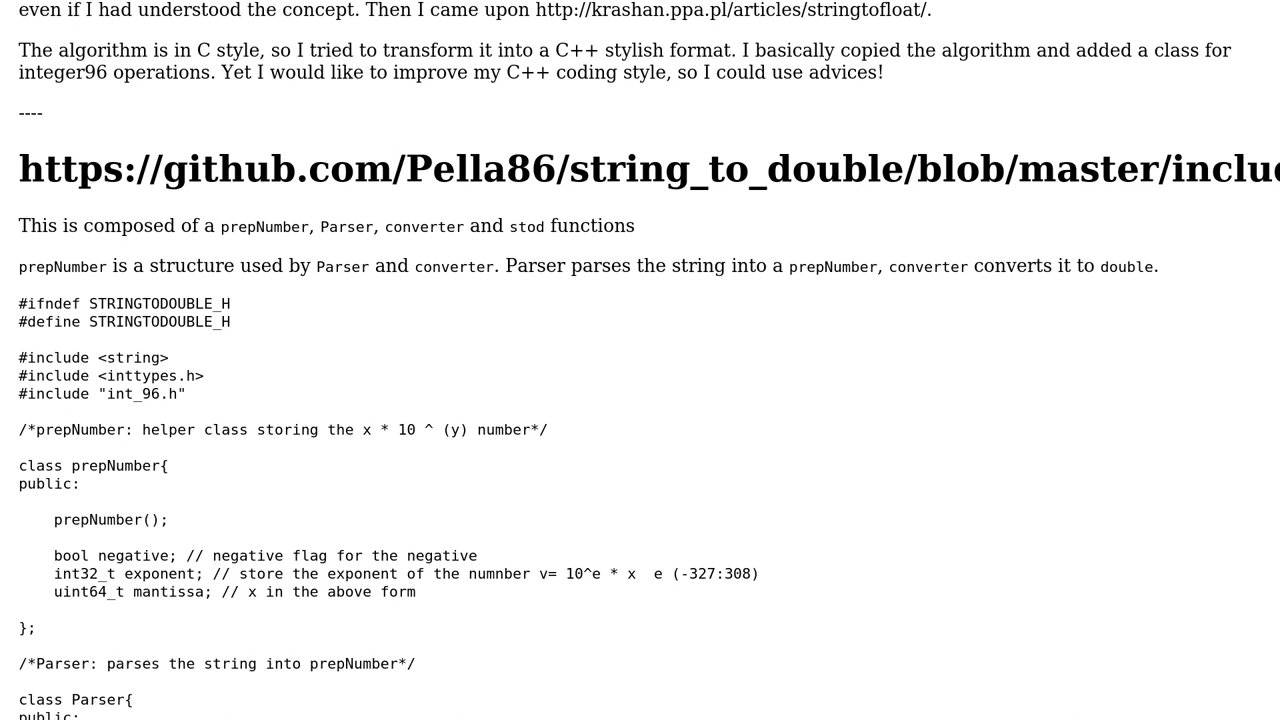 even if I had understood the concept. Then I came upon http://krashan.ppa.pl/articles/stringtofloat/.
The algorithm is in C style, so I tried to transform it into a C++ stylish format. I basically copied the algorithm and added a class for
integer96 operations. Yet I would like to improve my C++ coding style, so I could use advices!
----
https://github.com/Pella86/string_to_double/blob/master/inclu
This is composed of a prepNumber, Parser, converter and stod functions
prepNumber is a structure used by Parser and converter. Parser parses the string into a prepNumber, converter converts it to double.
#ifndef STRINGTODOUBLE_H
#define STRINGTODOUBLE_H
#include <string>
#include <inttypes.h>
#include "int_96.h"
/*prepNumber: helper class storing the x * 10 ^ (y) number*/
class prepNumber{
public:
    prepNumber();
    bool negative; // negative flag for the negative
    int32_t exponent; // store the exponent of the numnber v= 10^e * x  e (-327:308)
    uint64_t mantissa; // x in the above form
};
/*Parser: parses the string into prepNumber*/
class Parser{
public: